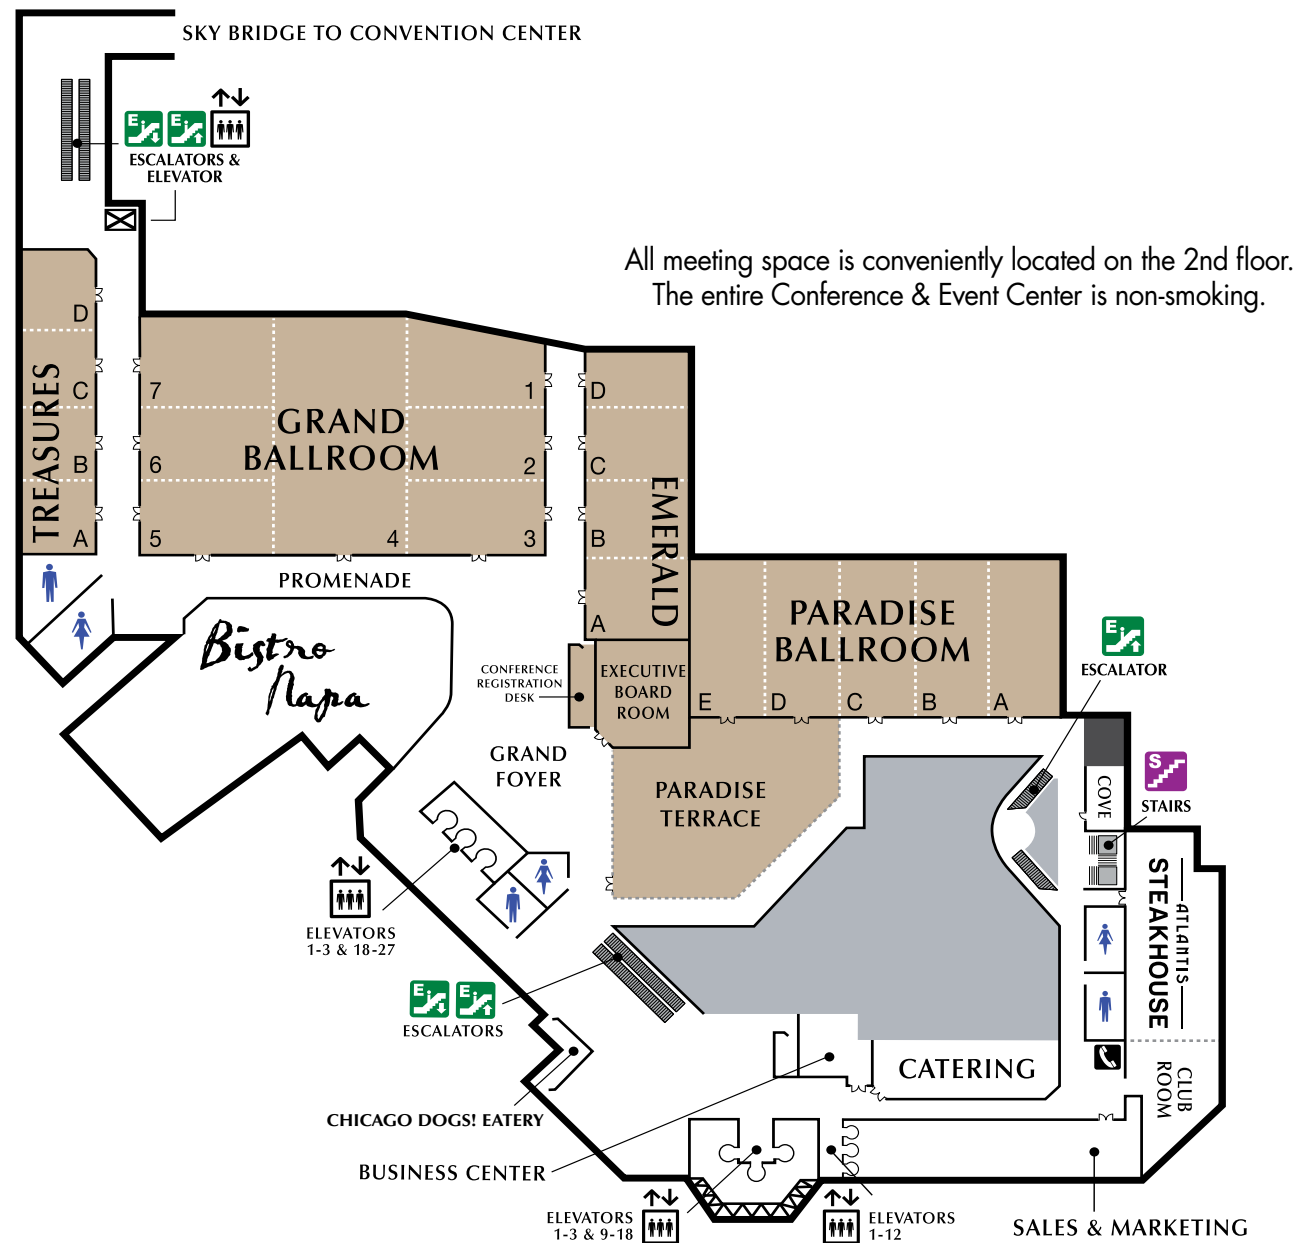 SKY BRIDGE TO CONVENTION CENTER
E
E
ESCALATORS &
ELEVATOR
All meeting space is conveniently located on the 2nd floor.
The entire Conference & Event Center is non-smoking.
TREASURES
D
C
B
A
GRAND
BALLROOM
7
6
5
4
1
2
3
EMERALD
D
C
B
A
PROMENADE
Bistro
Napa
CONFERENCE
REGISTRATION
DESK
EXECUTIVE
BOARD
ROOM
PARADISE
BALLROOM
E
D
C
B
A
E
ESCALATOR
GRAND
FOYER
PARADISE
TERRACE
COVE
S
STAIRS
ATLANTIS
STEAKHOUSE
ELEVATORS
1-3 & 18-27
E
E
ESCALATORS
CHICAGO DOGS! EATERY
BUSINESS CENTER
CATERING
CLUB
ROOM
ELEVATORS
1-3 & 9-18
ELEVATORS
1-12
SALES & MARKETING